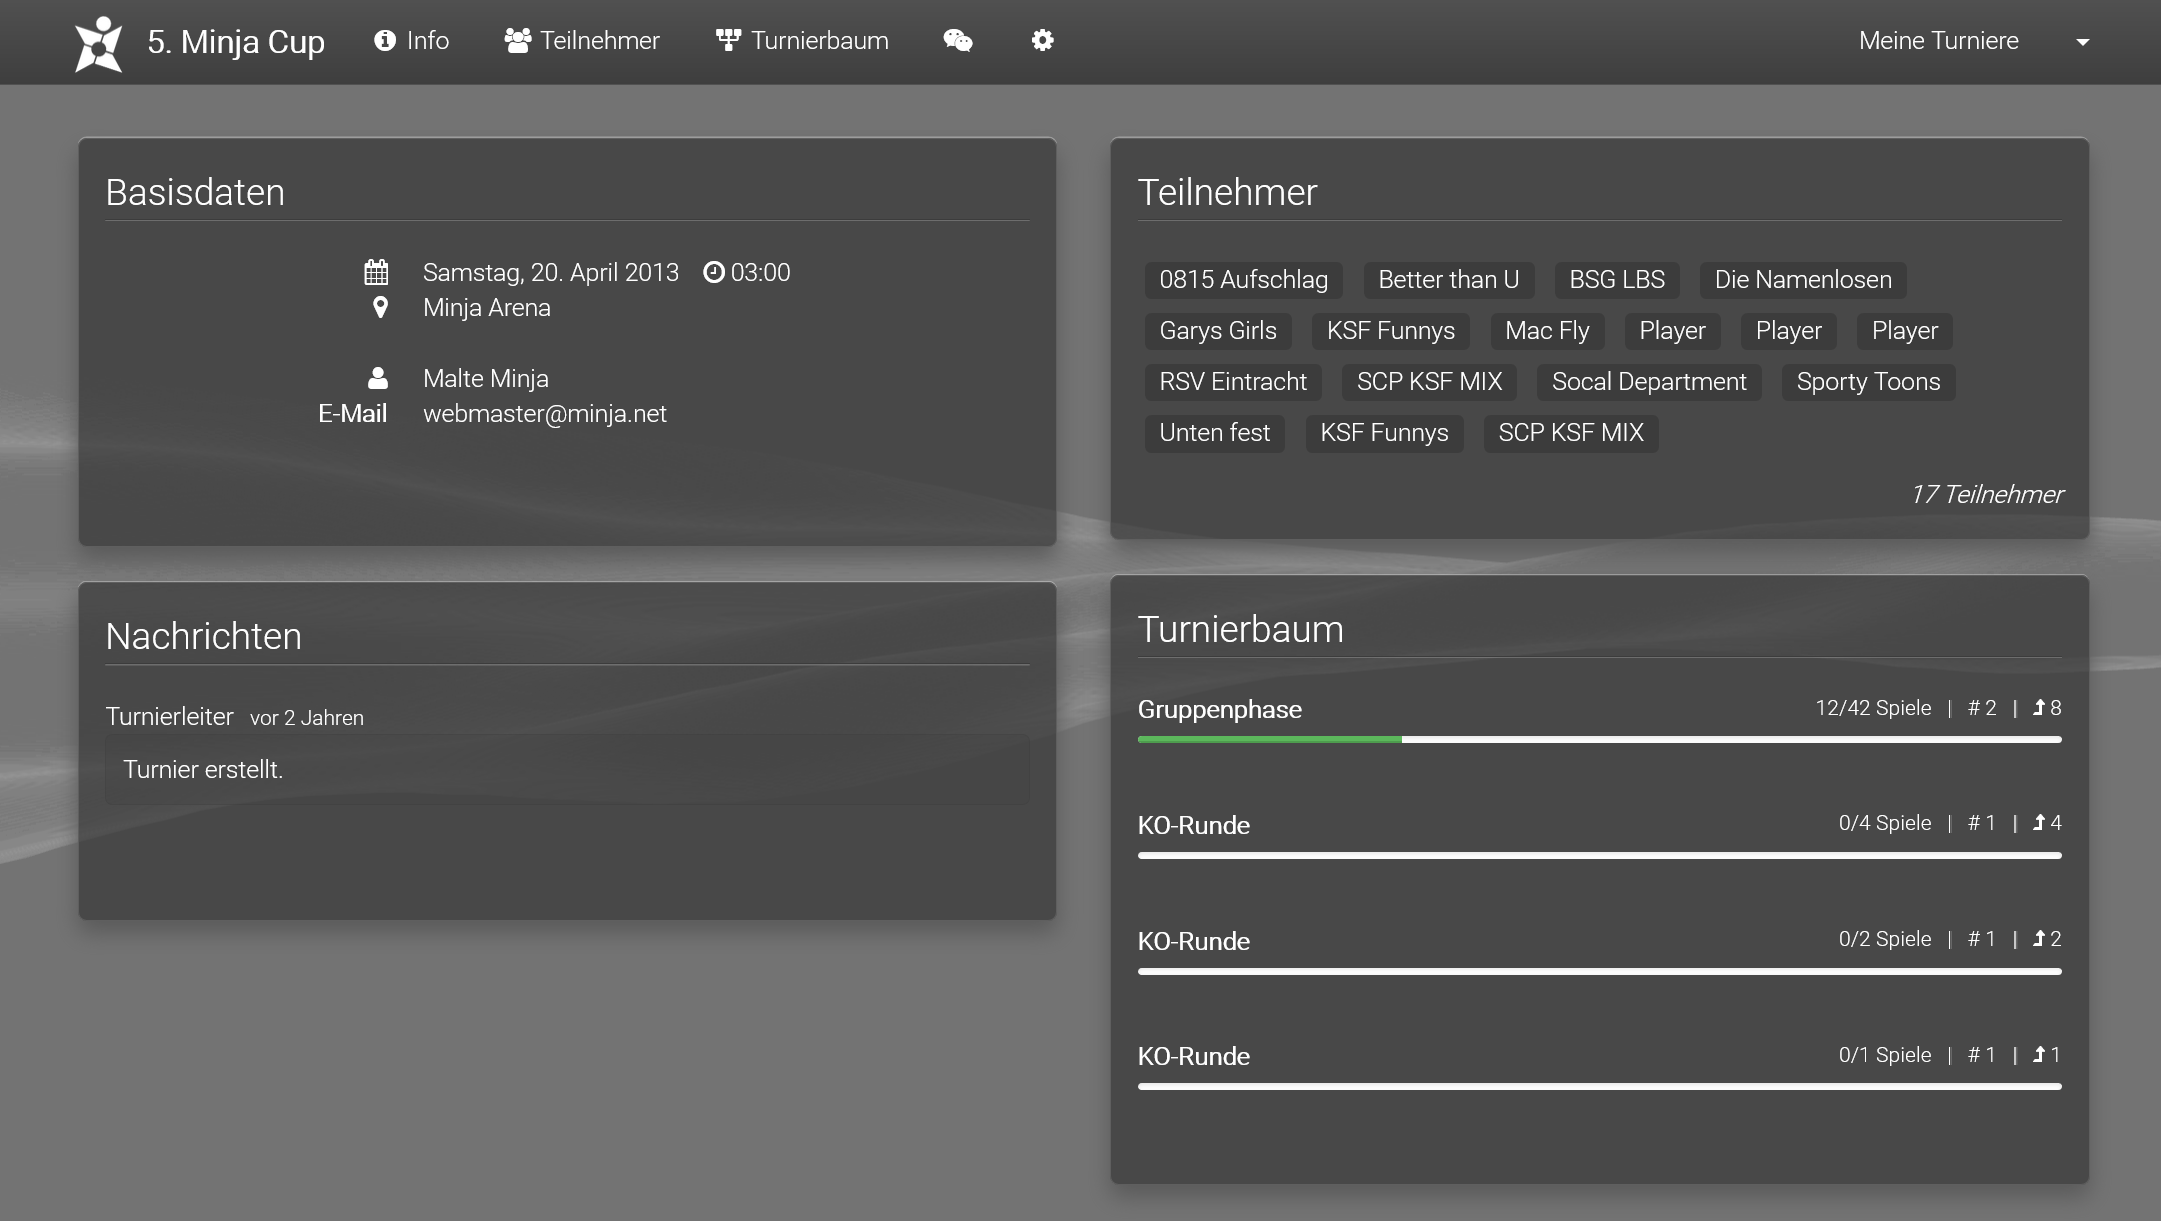 5. Minja Cup Info Teilnehmer Turnierbaum Meine Turniere
Basisdaten
Samstag, 20. April 2013 03:00
Minja Arena
Malte Minja
E-Mail webmaster@minja.net
Nachrichten
Turnierleiter vor 2 Jahren
Turnier erstellt.
Teilnehmer
0815 Aufschlag Better than U BSG LBS Die Namenlosen
Garys Girls KSF Funnys Mac Fly Player Player Player
RSV Eintracht SCP KSF MIX Socal Department Sporty Toons
Unten fest KSF Funnys SCP KSF MIX
17 Teilnehmer
Turnierbaum
Gruppenphase 12/42 Spiele | # 2 | 8
KO-Runde 0/4 Spiele | # 1 | 4
KO-Runde 0/2 Spiele | # 1 | 2
KO-Runde 0/1 Spiele | # 1 | 1